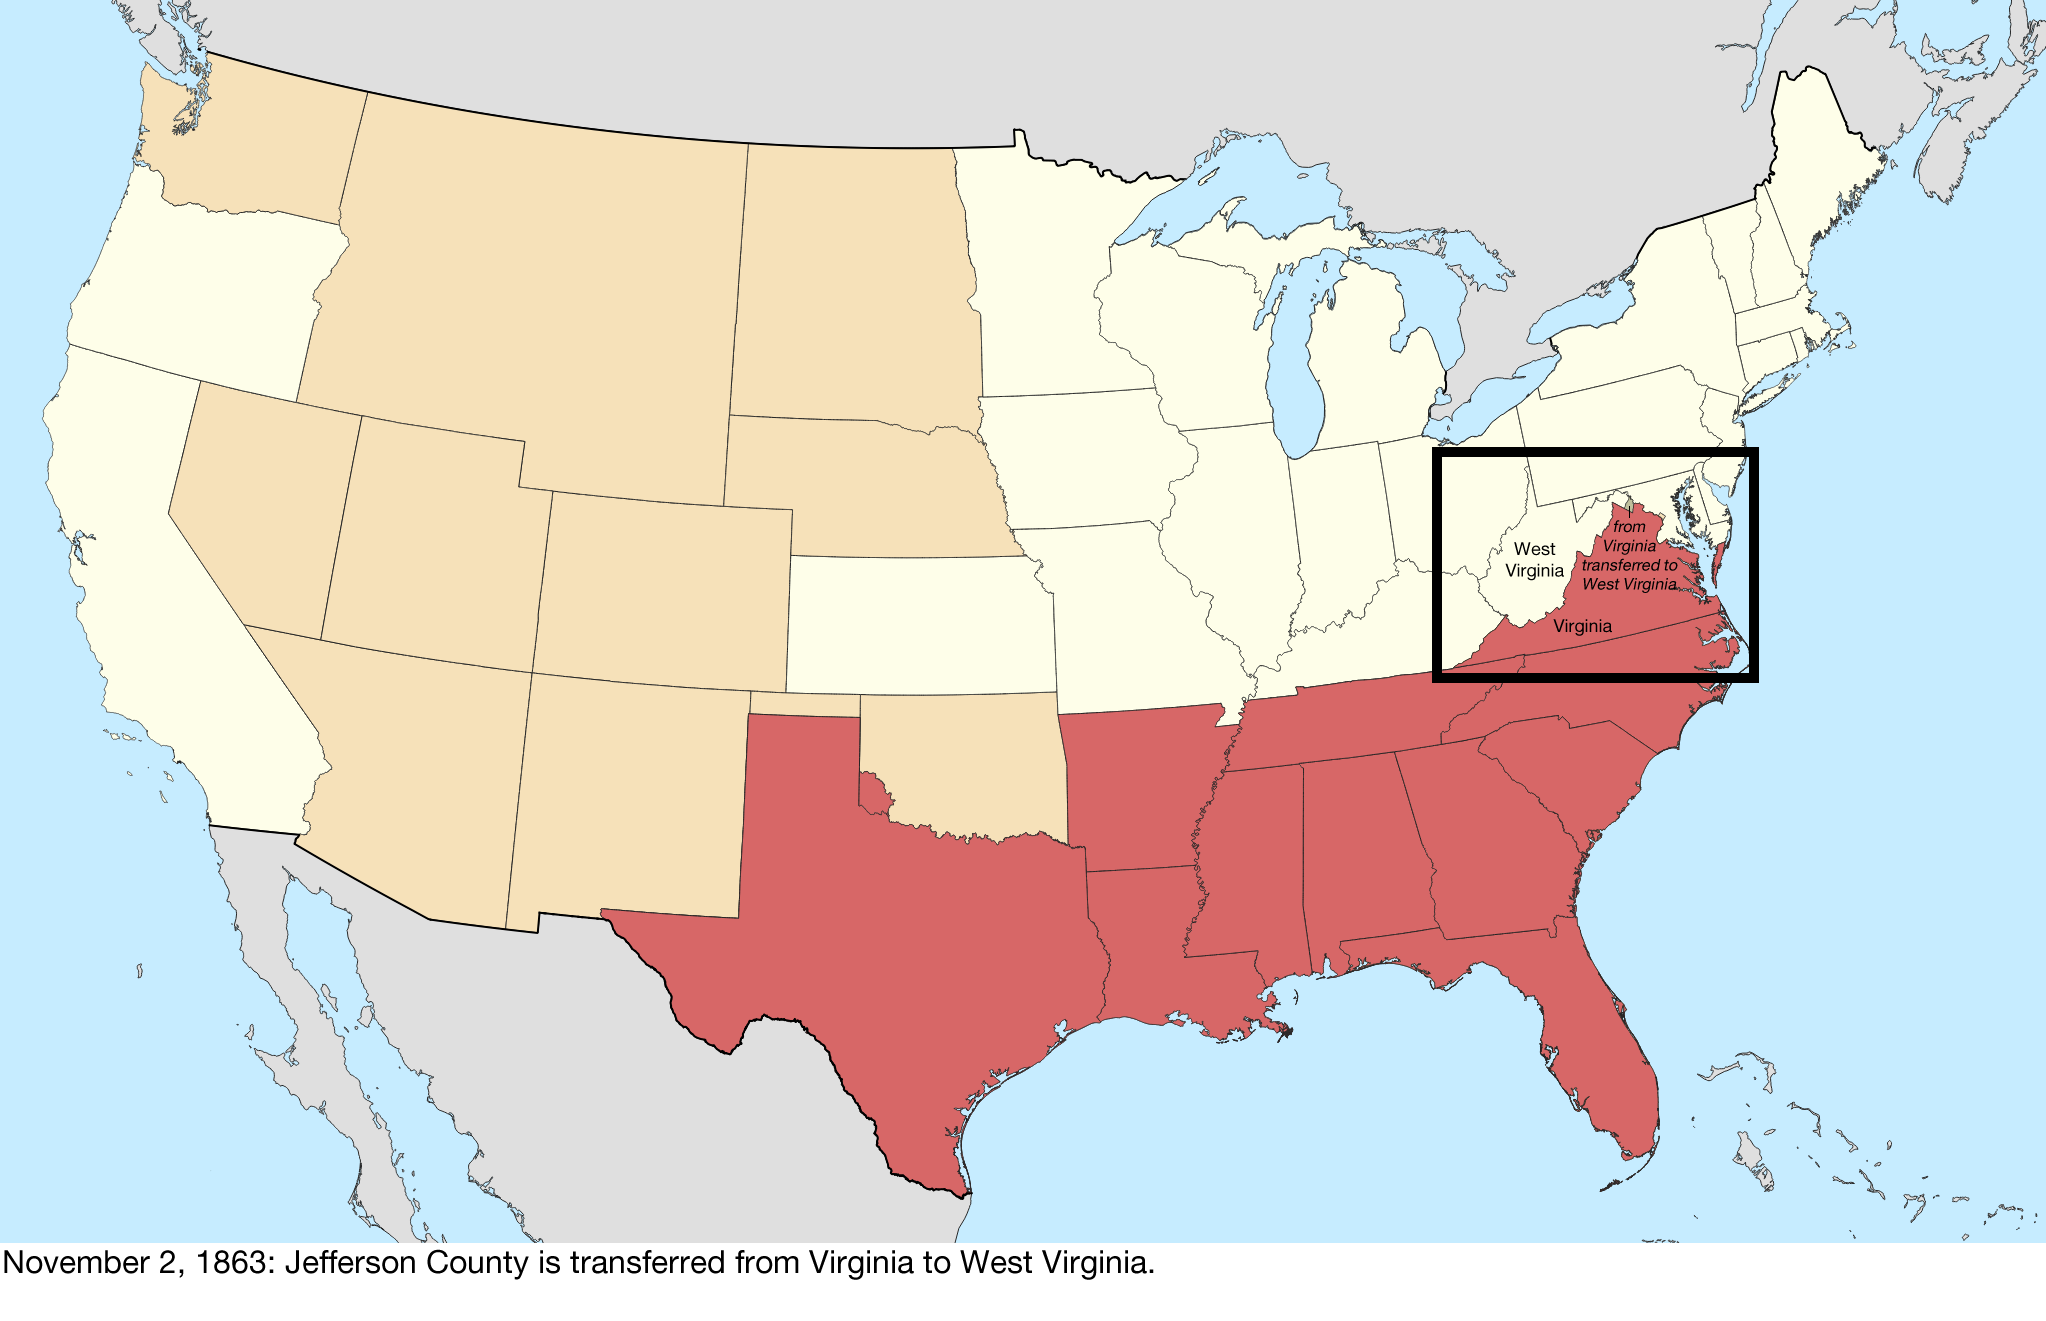 from
Virginia
transferred to
West Virginia
West
Virginia
Virginia
November 2, 1863: Jefferson County is transferred from Virginia to West Virginia.